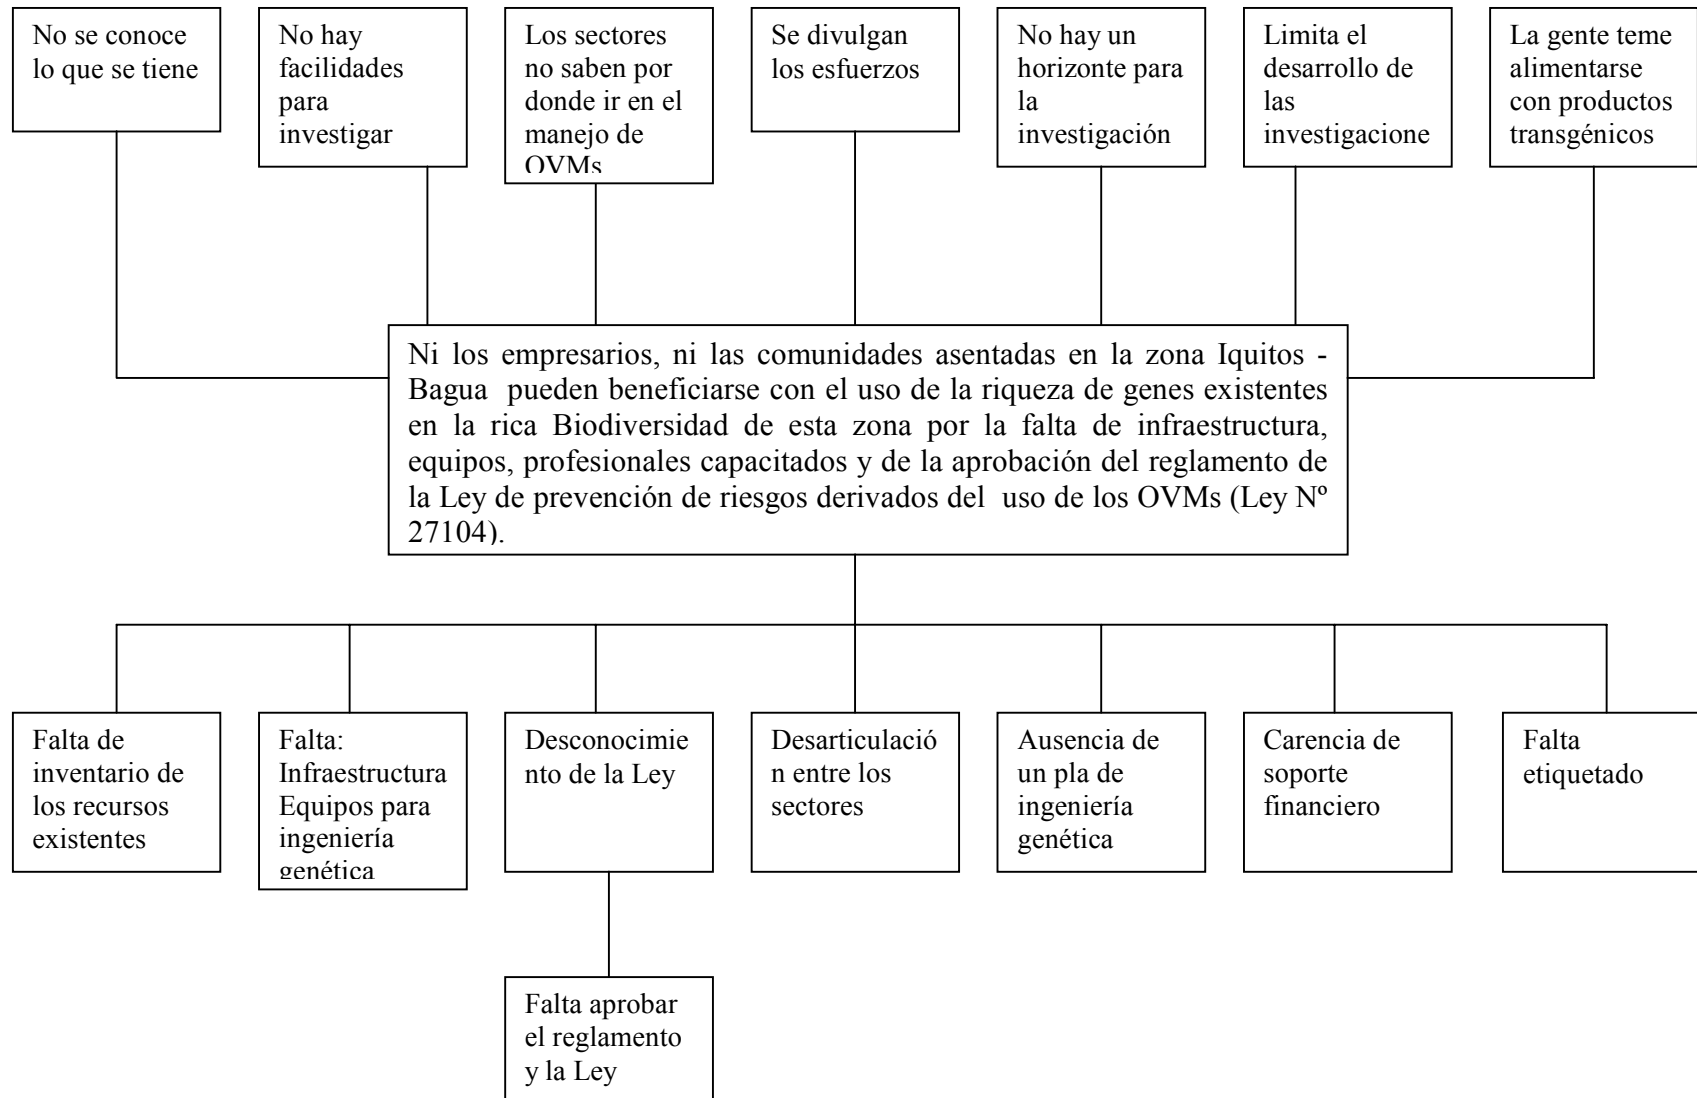 No se conoce
lo que se tiene
No hay
facilidades
para
investigar
Los sectores
no saben por
donde ir en el
manejo de
OVMs
Se divulgan
los esfuerzos
No hay un
horizonte para
la
investigación
Limita el
desarrollo de
las
investigacione
La gente teme
alimentarse
con productos
transgénicos
Ni los empresarios, ni las comunidades asentadas en la zona Iquitos -
Bagua pueden beneficiarse con el uso de la riqueza de genes existentes
en la rica Biodiversidad de esta zona por la falta de infraestructura,
equipos, profesionales capacitados y de la aprobación del reglamento de
la Ley de prevención de riesgos derivados del uso de los OVMs (Ley Nº
27104).
Falta de
inventario de
los recursos
existentes
Falta:
Infraestructura
Equipos para
ingeniería
genética
Desconocimie
nto de la Ley
Desarticulació
n entre los
sectores
Ausencia de
un pla de
ingeniería
genética
Carencia de
soporte
financiero
Falta
etiquetado
Falta aprobar
el reglamento
y la Ley